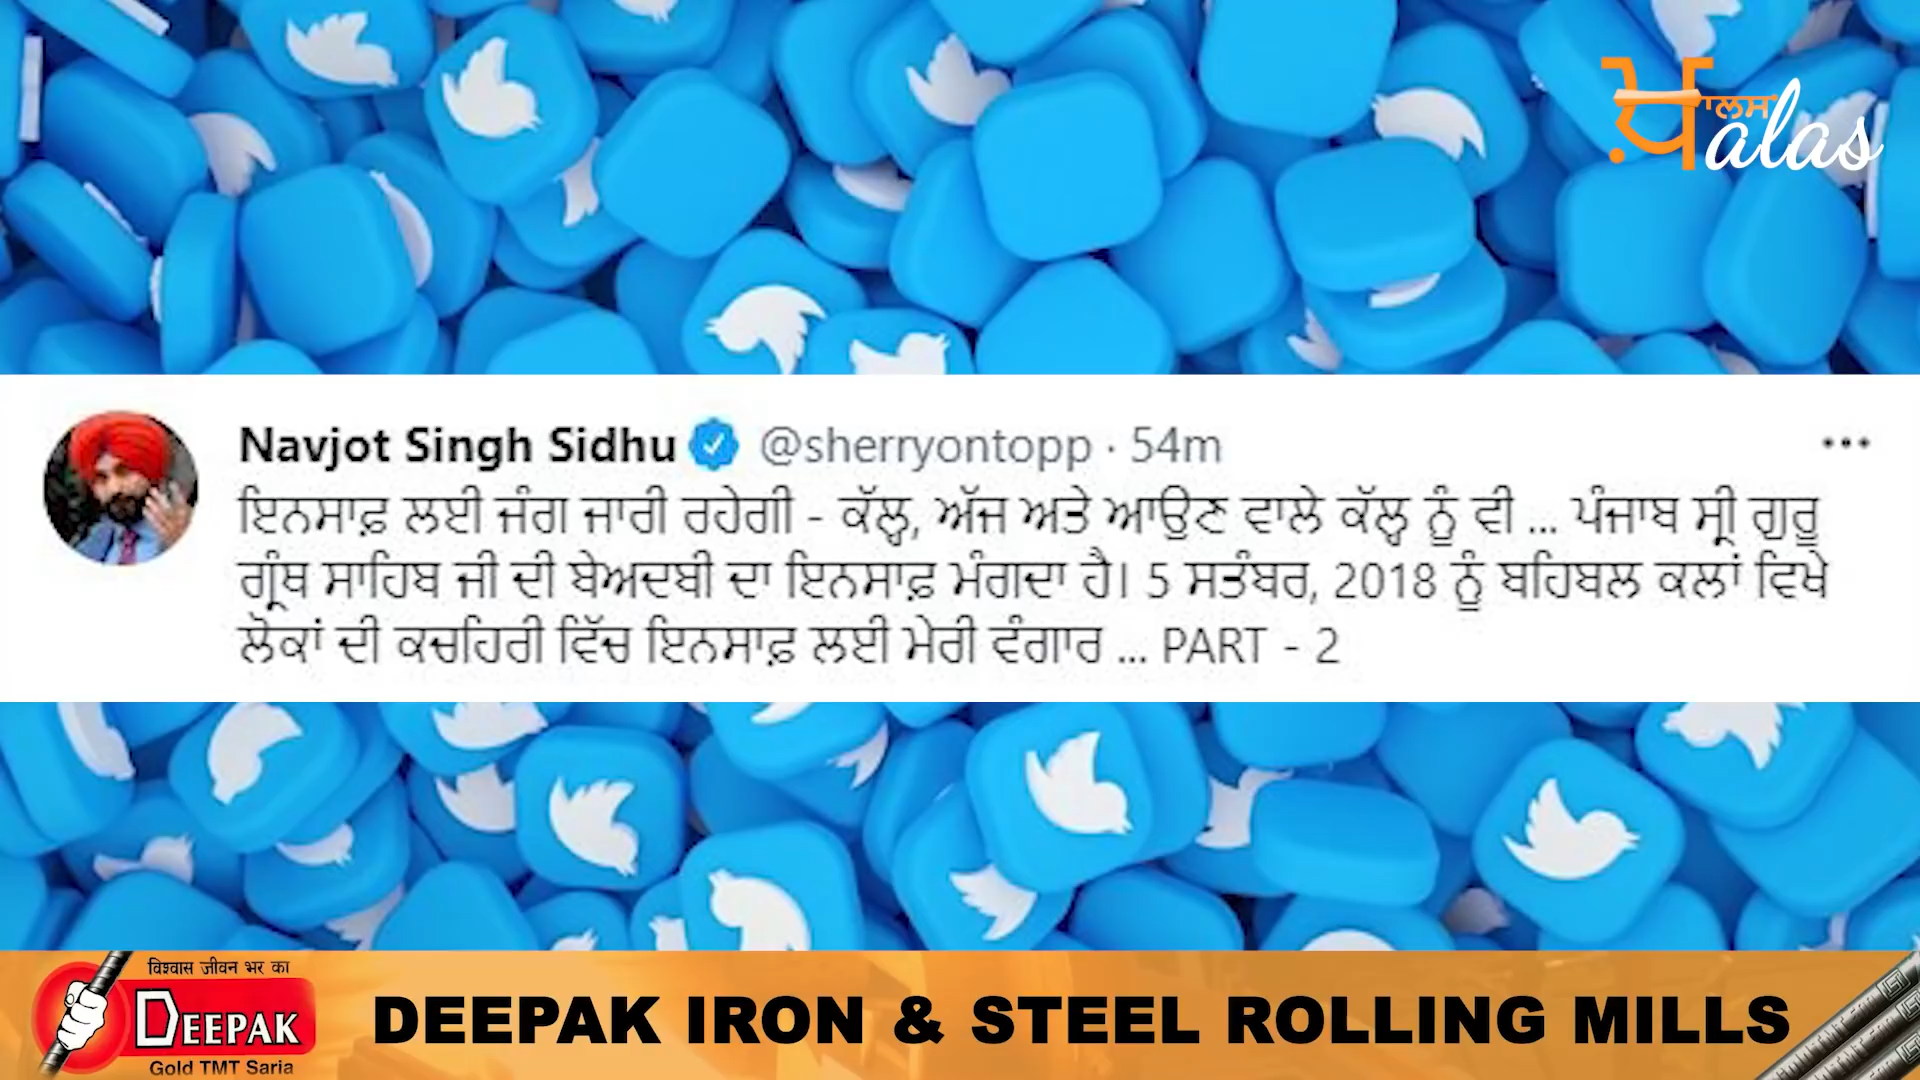 ਖ਼ਾਲਸ alas
Navjot Singh Sidhu @sherryontopp · 54m
ਇਨਸਾਫ਼ ਲਈ ਜੰਗ ਜਾਰੀ ਰਹੇਗੀ - ਕੱਲ੍ਹ, ਅੱਜ ਅਤੇ ਆਉਣ ਵਾਲੇ ਕੱਲ੍ਹ ਨੂੰ ਵੀ ... ਪੰਜਾਬ ਸ੍ਰੀ ਗੁਰੂ
ਗ੍ਰੰਥ ਸਾਹਿਬ ਜੀ ਦੀ ਬੇਅਦਬੀ ਦਾ ਇਨਸਾਫ਼ ਮੰਗਦਾ ਹੈ। 5 ਸਤੰਬਰ, 2018 ਨੂੰ ਬਹਿਬਲ ਕਲਾਂ ਵਿਖੇ
ਲੋਕਾਂ ਦੀ ਕਚਹਿਰੀ ਵਿੱਚ ਇਨਸਾਫ਼ ਲਈ ਮੇਰੀ ਵੰਗਾਰ ... PART - 2
विश्वास जीवन भर का
DEEPAK
Gold TMT Saria
DEEPAK IRON & STEEL ROLLING MILLS